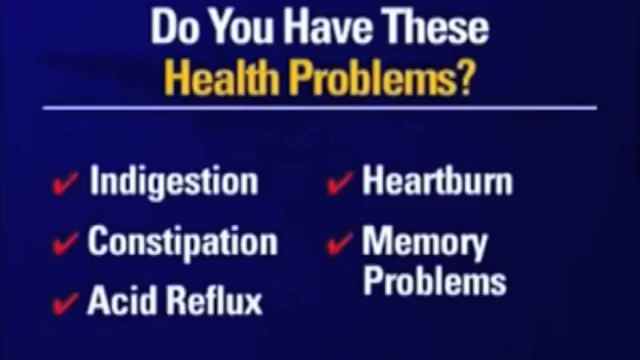 Do You Have These
Health Problems?
Indigestion
Constipation
Acid Reflux
Heartburn
Memory
Problems